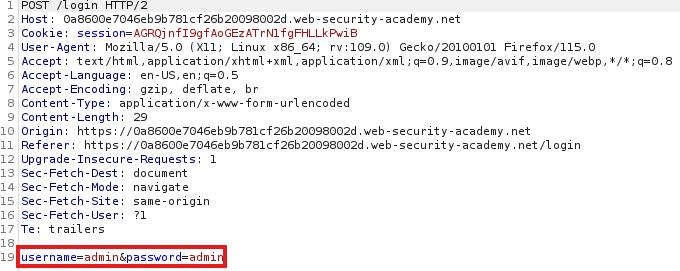 1 POST /login HTTP/2
2 Host: 0a8600e7046eb9b781cf26b20098002d.web-security-academy.net
3 Cookie: session=AGRQjnfI9gfAoGEzATrN1fgFHLLkPwiB
4 User-Agent: Mozilla/5.0 (X11; Linux x86_64; rv:109.0) Gecko/20100101 Firefox/115.0
5 Accept: text/html,application/xhtml+xml,application/xml;q=0.9,image/avif,image/webp,*/*;q=0.8
6 Accept-Language: en-US,en;q=0.5
7 Accept-Encoding: gzip, deflate, br
8 Content-Type: application/x-www-form-urlencoded
9 Content-Length: 29
10 Origin: https://0a8600e7046eb9b781cf26b20098002d.web-security-academy.net
11 Referer: https://0a8600e7046eb9b781cf26b20098002d.web-security-academy.net/login
12 Upgrade-Insecure-Requests: 1
13 Sec-Fetch-Dest: document
14 Sec-Fetch-Mode: navigate
15 Sec-Fetch-Site: same-origin
16 Sec-Fetch-User: ?1
17 Te: trailers
18
19 username=admin&password=admin